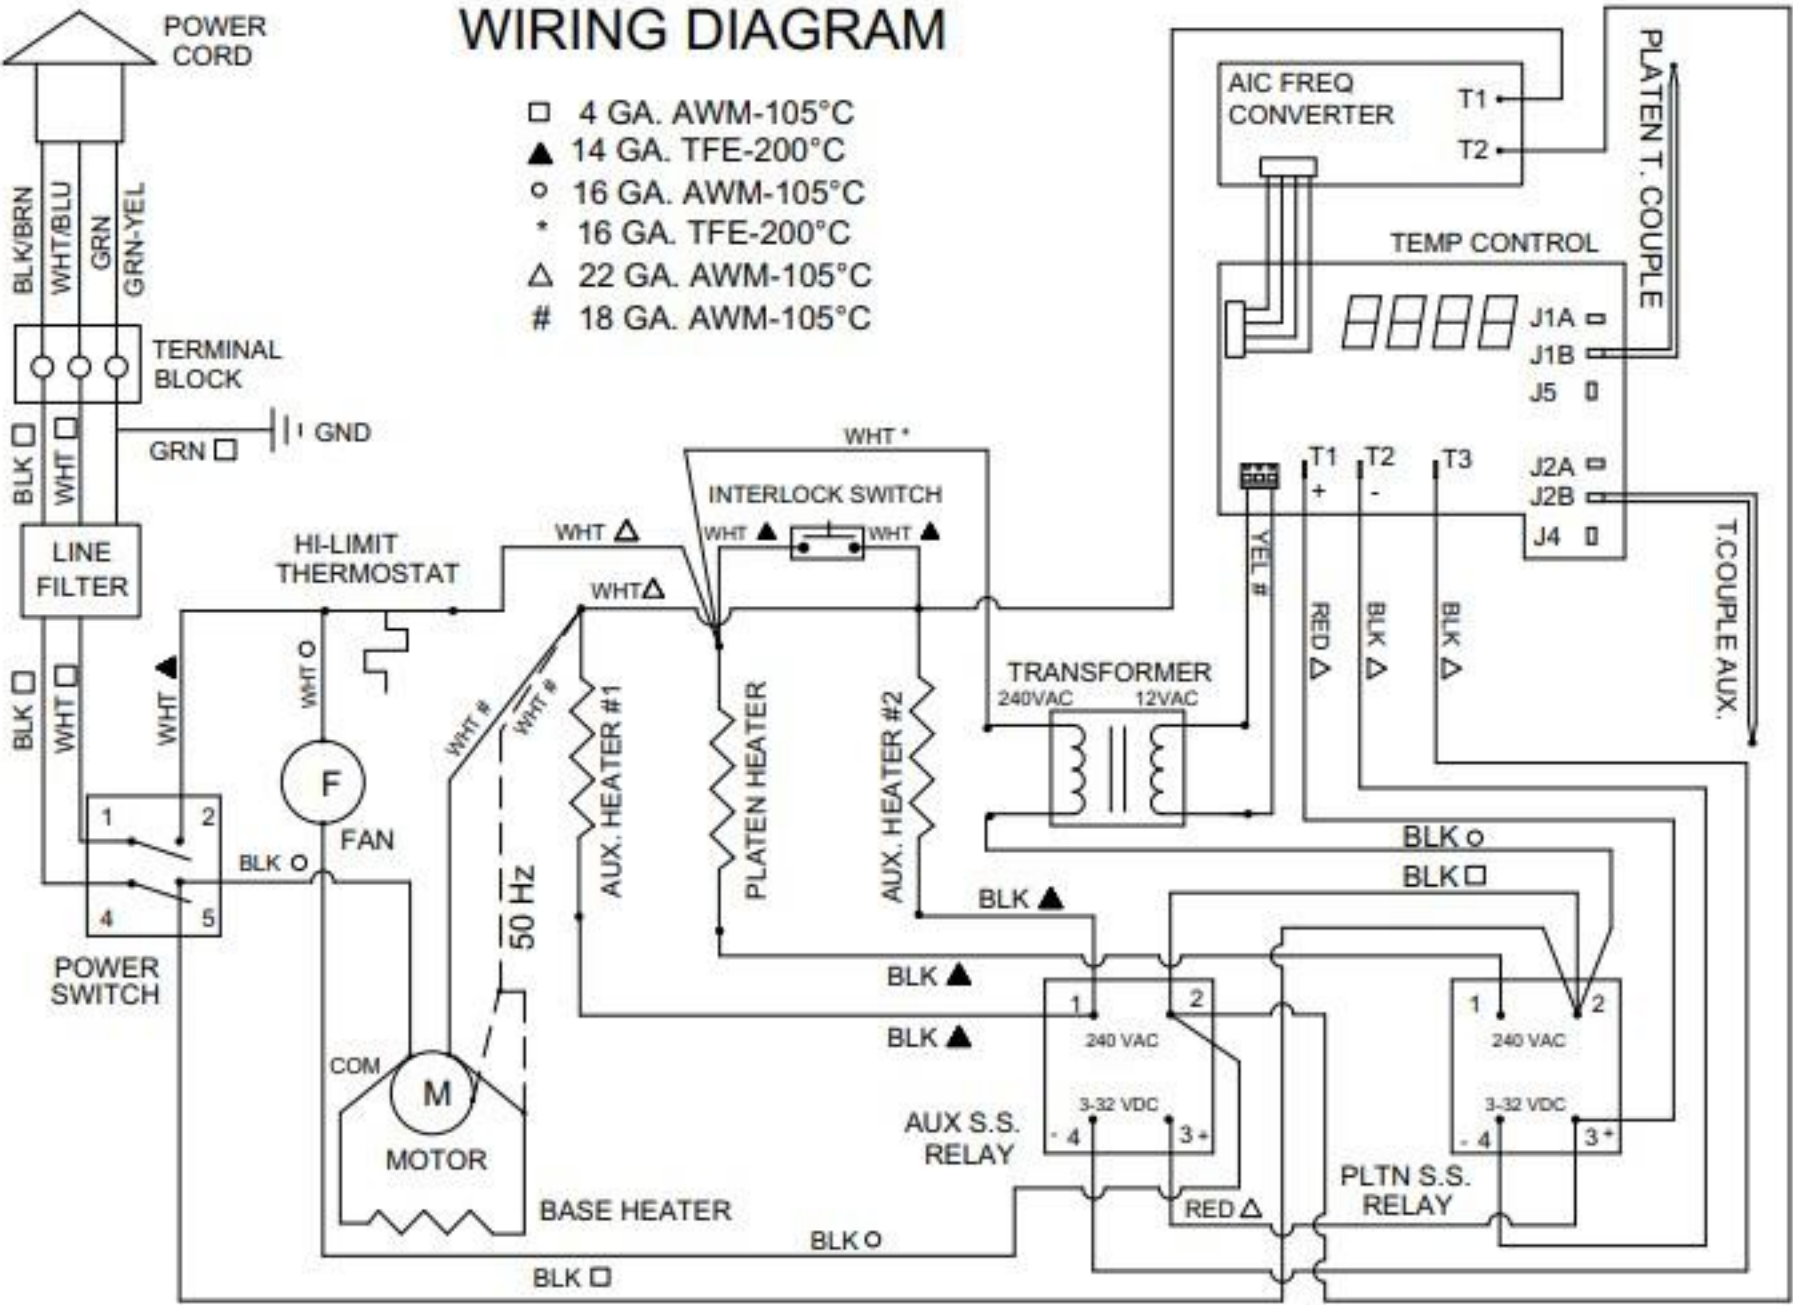 WIRING DIAGRAM
POWER
CORD
□ 4 GA. AWM-105°C
▲ 14 GA. TFE-200°C
○ 16 GA. AWM-105°C
* 16 GA. TFE-200°C
△ 22 GA. AWM-105°C
# 18 GA. AWM-105°C
BLK/BRN
WHT/BLU
GRN
GRN-YEL
TERMINAL
BLOCK
BLK □
WHT □
GRN □
GND
LINE
FILTER
BLK □
WHT □
WHT ▲
HI-LIMIT
THERMOSTAT
WHT ○
F
FAN
1
2
4
5
POWER
SWITCH
BLK ○
WHT △
WHT△
WHT *
INTERLOCK SWITCH
WHT ▲
WHT ▲
WHT #
WHT #
50 Hz
AUX. HEATER #1
PLATEN HEATER
AUX. HEATER #2
COM
M
MOTOR
BASE HEATER
AIC FREQ
CONVERTER
T1
T2
PLATEN T. COUPLE
TEMP CONTROL
8888
J1A
J1B
J5
J2A
J2B
J4
T1
+
T2
-
T3
YEL #
RED △
BLK △
BLK △
T.COUPLE AUX.
TRANSFORMER
240VAC
12VAC
BLK ○
BLK □
BLK ▲
BLK ▲
BLK ▲
1
2
240 VAC
3-32 VDC
- 4
3+
AUX S.S.
RELAY
1
2
240 VAC
3-32 VDC
- 4
3+
PLTN S.S.
RELAY
RED △
BLK ○
BLK □